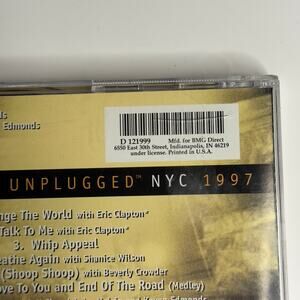 ds
Edmonds
D 121999 Mfd. for BMG Direct
6550 East 30th Street, Indianapolis, IN 46219
under license. Printed in U.S.A.
UNPLUGGED™ NYC 1997
nge The World with Eric Clapton*
Talk To Me with Eric Clapton*
3. Whip Appeal
eathe Again with Shanice Wilson
(Shoop Shoop) with Beverly Crowder
ove To You and End Of The Road (Medley)